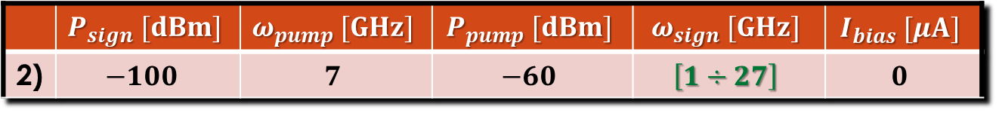 P_sign [dBm] ω_pump [GHz] P_pump [dBm] ω_sign [GHz] I_bias [μA]
2) −100 7 −60 [1 ÷ 27] 0